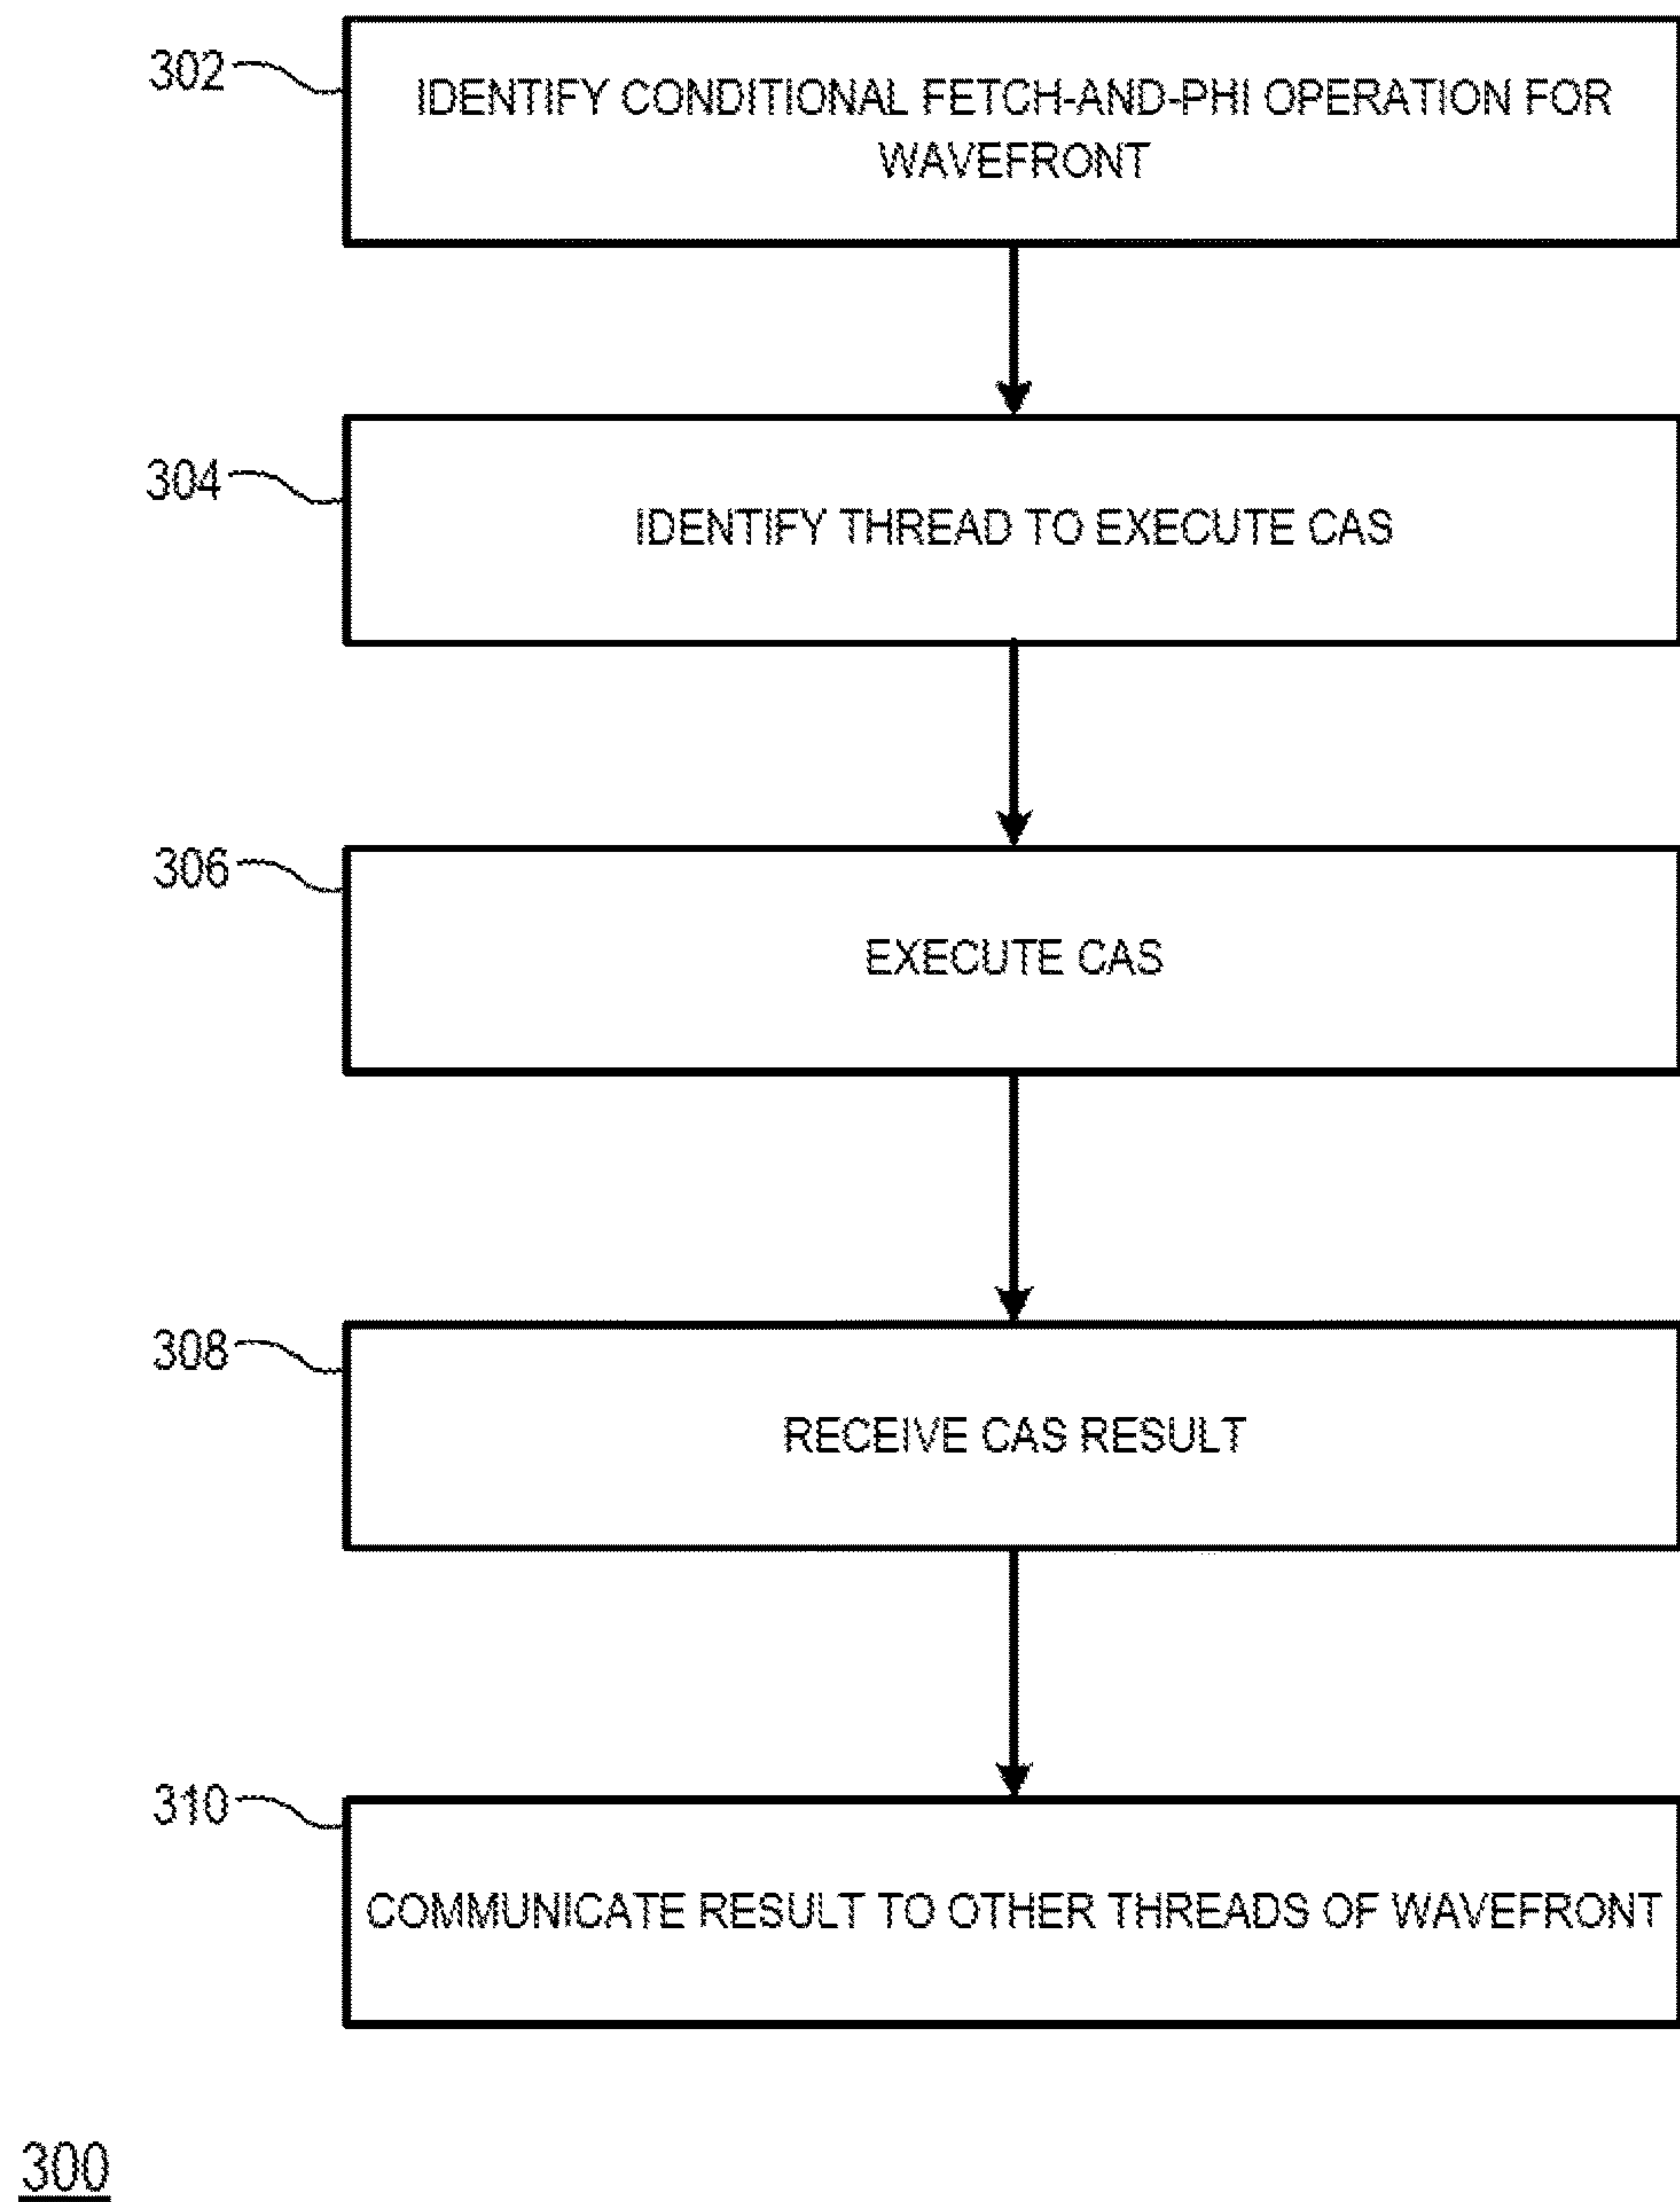 302
IDENTIFY CONDITIONAL FETCH-AND-PHI OPERATION FOR
WAVEFRONT
304
IDENTIFY THREAD TO EXECUTE CAS
306
EXECUTE CAS
308
RECEIVE CAS RESULT
310
COMMUNICATE RESULT TO OTHER THREADS OF WAVEFRONT
300